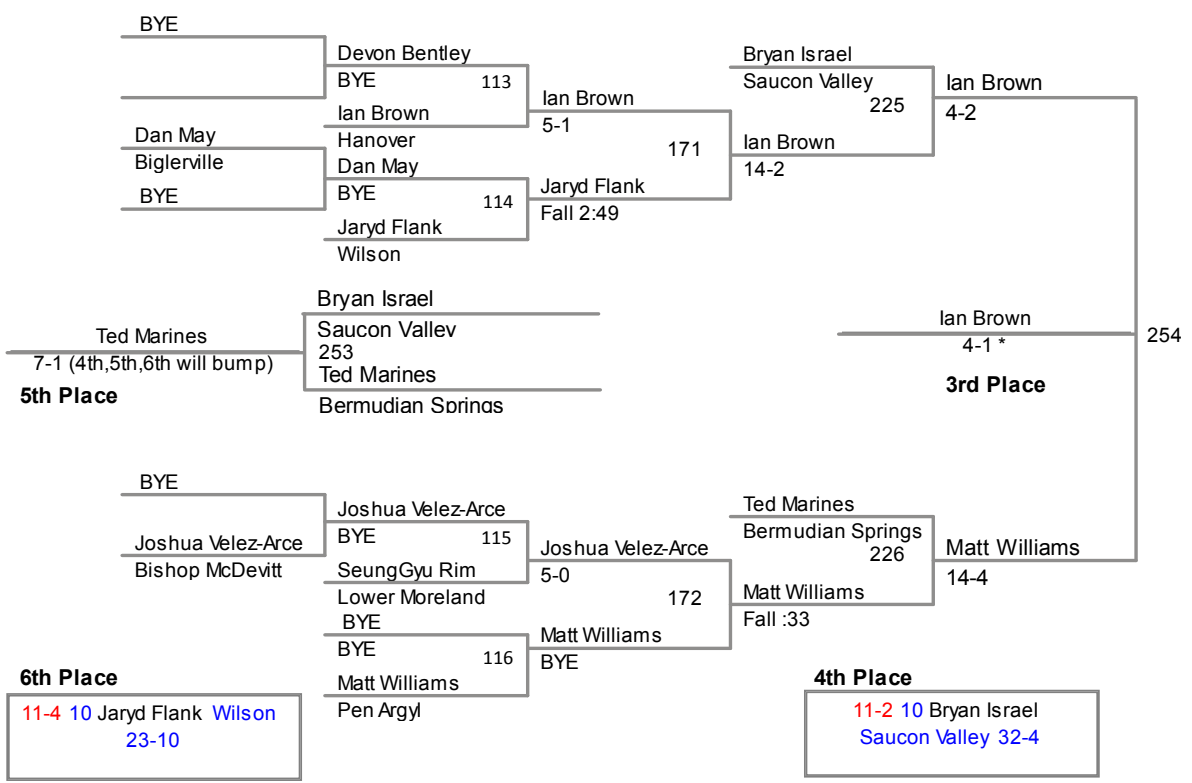 BYE
Devon Bentley
BYE 113
Ian Brown
Hanover
Dan May
Biglerville
BYE
Dan May
BYE 114
Jaryd Flank
Wilson
Ian Brown
5-1
171
Jaryd Flank
Fall 2:49
Bryan Israel
Saucon Valley
225
Ian Brown
14-2
Ian Brown
4-2
Bryan Israel
Saucon Valley
253
Ted Marines
Bermudian Springs
Ted Marines
7-1 (4th,5th,6th will bump)
5th Place
Ian Brown
4-1 *
3rd Place
254
BYE
Joshua Velez-Arce
Bishop McDevitt
Joshua Velez-Arce
BYE 115
SeungGyu Rim
Lower Moreland
BYE
BYE
116
Matt Williams
Pen Argyl
Joshua Velez-Arce
5-0
172
Matt Williams
BYE
Ted Marines
Bermudian Springs
226
Matt Williams
Fall :33
Matt Williams
14-4
6th Place
11-4 10 Jaryd Flank Wilson
23-10
4th Place
11-2 10 Bryan Israel
Saucon Valley 32-4